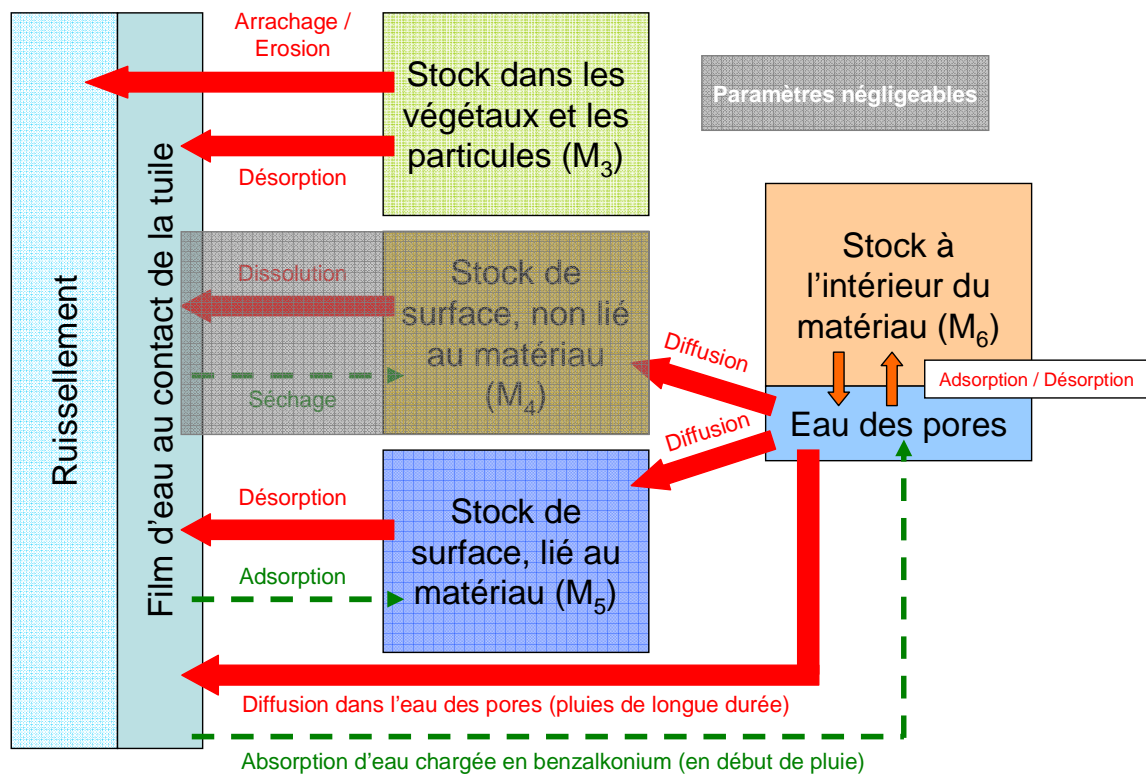 Ruissellement
Film d'eau au contact de la tuile
Arrachage /
Erosion
Désorption
Stock dans les
végétaux et les
particules (M3)
Paramètres négligeables
Dissolution
Séchage
Stock de
surface, non lié
au matériau
(M4)
Diffusion
Diffusion
Stock à
l'intérieur du
matériau (M6)
Adsorption / Désorption
Eau des pores
Désorption
Adsorption
Stock de
surface, lié au
matériau (M5)
Diffusion dans l'eau des pores (pluies de longue durée)
Absorption d'eau chargée en benzalkonium (en début de pluie)